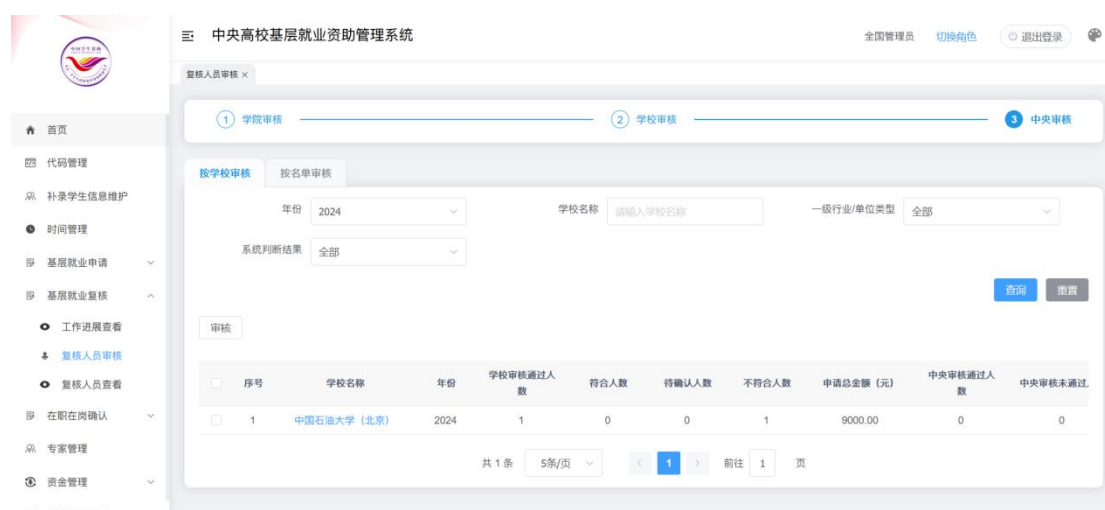 中央高校基层就业资助管理系统
全国管理员 切换角色 退出登录
复核人员审核 ×
首页
代码管理
补录学生信息维护
时间管理
基层就业申请
基层就业复核
工作进展查看
复核人员审核
复核人员查看
在职在岗确认
专家管理
资金管理
1 学院审核 2 学校审核 3 中央审核
按学校审核 按名单审核
年份 2024 学校名称 请输入学校名称 一级行业/单位类型 全部
系统判断结果 全部
查询 重置
审核
序号 学校名称 年份 学校审核通过人数 符合人数 待确认人数 不符合人数 申请总金额（元） 中央审核通过人数 中央审核未通过
1 中国石油大学（北京） 2024 1 0 0 1 9000.00 0 0
共 1 条 5条/页 < 1 > 前往 1 页